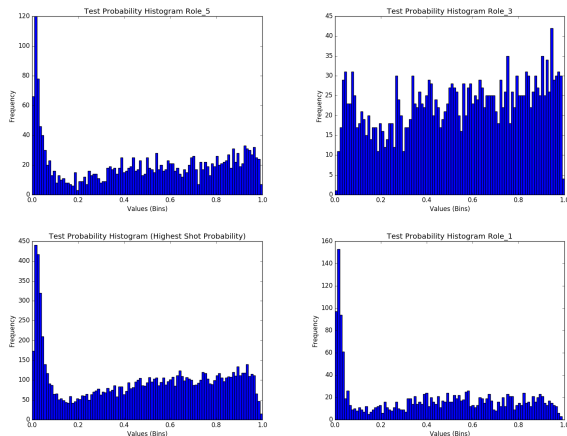 Test Probability Histogram Role_5
120
100
80
60
40
20
0
Frequency
0.0 0.2 0.4 0.6 0.8 1.0
Values (Bins)
Test Probability Histogram Role_3
45
40
35
30
25
20
15
10
5
0
Frequency
0.0 0.2 0.4 0.6 0.8 1.0
Values (Bins)
Test Probability Histogram (Highest Shot Probability)
450
400
350
300
250
200
150
100
50
0
Frequency
0.0 0.2 0.4 0.6 0.8 1.0
Values (Bins)
Test Probability Histogram Role_1
160
140
120
100
80
60
40
20
0
Frequency
0.0 0.2 0.4 0.6 0.8 1.0
Values (Bins)